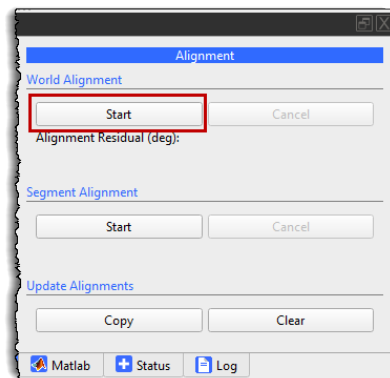 Alignment
World Alignment
Start Cancel
Alignment Residual (deg):
Segment Alignment
Start Cancel
Update Alignments
Copy Clear
Matlab Status Log